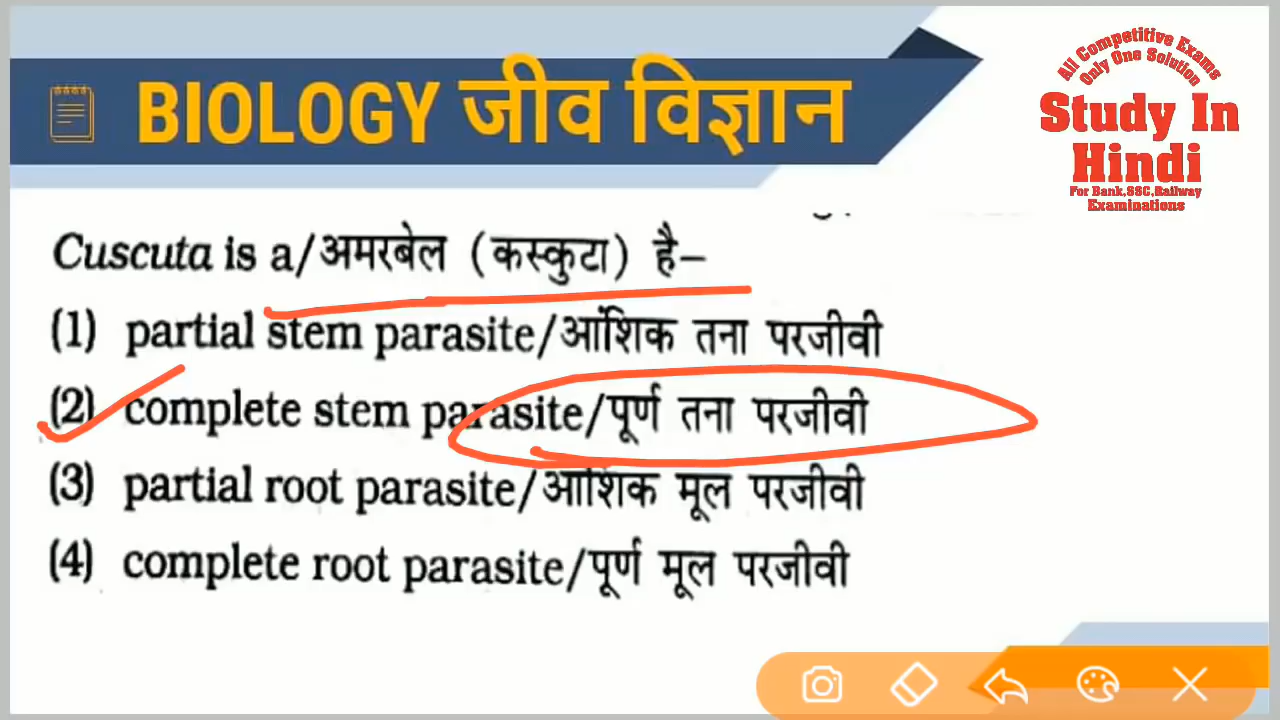 BIOLOGY जीव विज्ञान
All Competitive Exams
Only One Solution
Study In
Hindi
For Bank,SSC,Railway
Examinations
Cuscuta is a/अमरबेल (कस्कुटा) है–
(1) partial stem parasite/आंशिक तना परजीवी
(2) complete stem parasite/पूर्ण तना परजीवी
(3) partial root parasite/आंशिक मूल परजीवी
(4) complete root parasite/पूर्ण मूल परजीवी